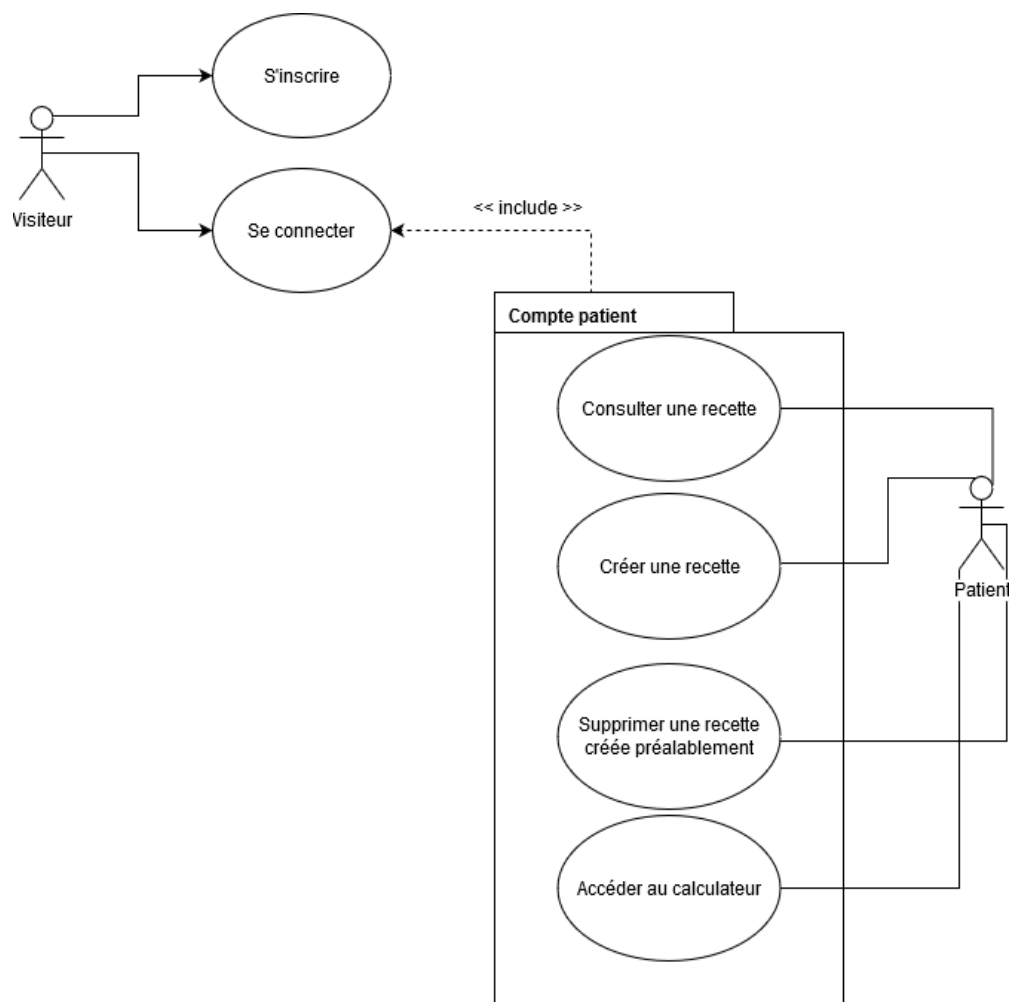 S'inscrire
Visiteur
Se connecter
<< include >>
Compte patient
Consulter une recette
Créer une recette
Patient
Supprimer une recette
créée préalablement
Accéder au calculateur